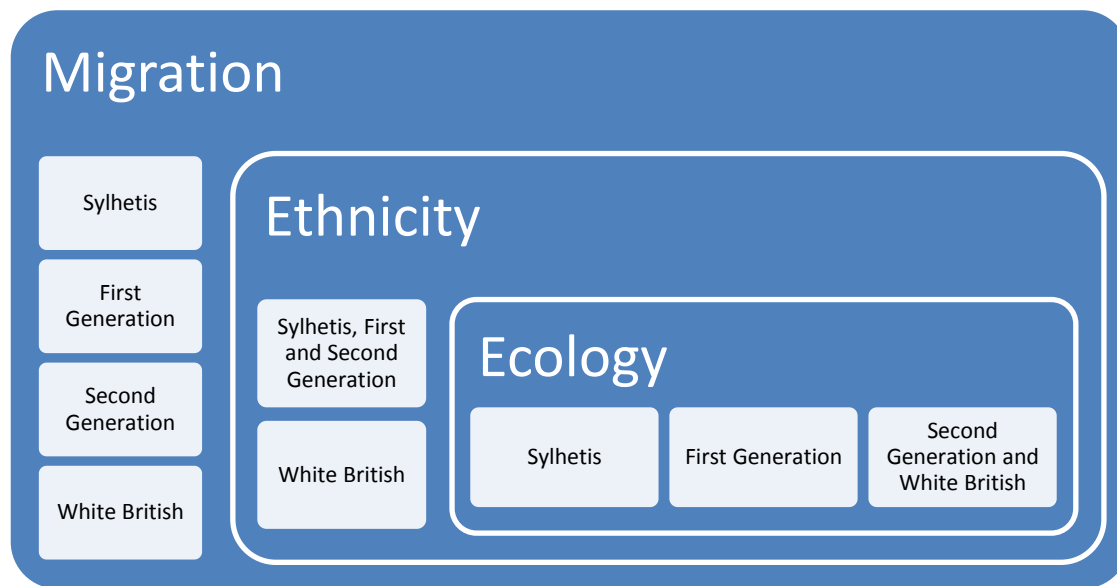 Migration
Sylhetis
First
Generation
Second
Generation
White British
Ethnicity
Sylhetis, First
and Second
Generation
White British
Ecology
Sylhetis
First Generation
Second
Generation and
White British